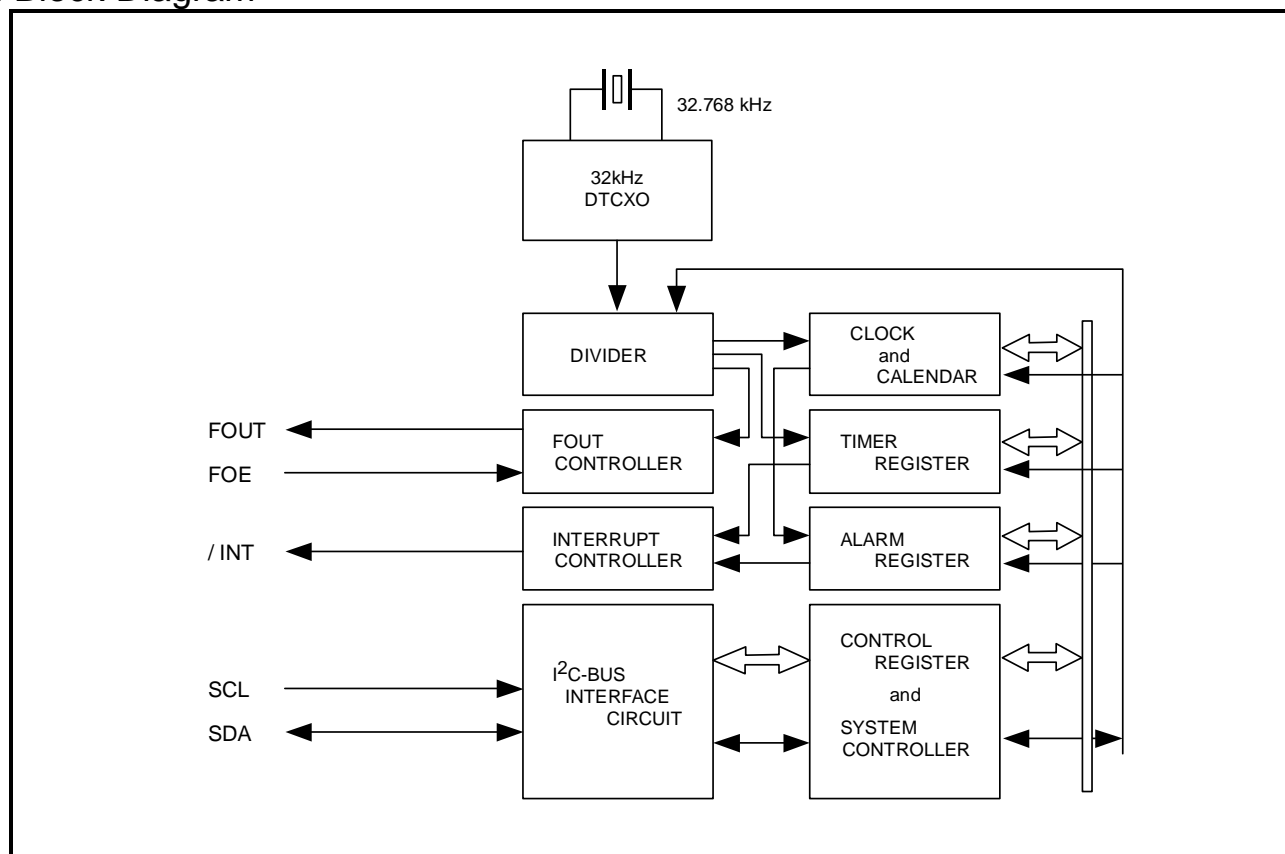 Block Diagram
32.768 kHz
32kHz
DTCXO
DIVIDER
CLOCK
and
CALENDAR
FOUT
FOE
FOUT
CONTROLLER
TIMER
REGISTER
/ INT
INTERRUPT
CONTROLLER
ALARM
REGISTER
SCL
SDA
I²C-BUS
INTERFACE
CIRCUIT
CONTROL
REGISTER
and
SYSTEM
CONTROLLER